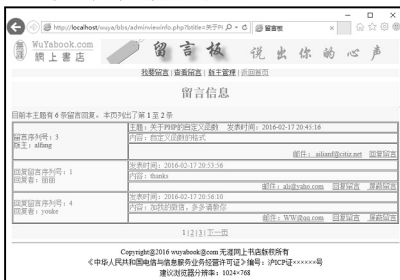 http://localhost/wuya/bbs/adminviewinfo.php?btitle=关于PH
留言板
WuYabook.com
網上書店
留言板 说出你的心声
我要留言|查看留言|版主管理|返回首页
留言信息
目前本主题有 6 条留言回复。本页列出了第 1 至 2 条
留言序列号：3
版主：alfing
主题：关于PHP的自定义函数 发表时间：2016-02-17 20:45:16
内容：自定义函数的格式
邮件： ailianf@citiz.net 回复留言
回复留言序列号：1
回复者：丽丽
发表时间：2016-02-17 20:53:56
内容：thanks
邮件：ali@yaho.com 回复留言 屏蔽留言
回复留言序列号：4
回复者：youke
发表时间：2016-02-17 20:56:10
内容：加我的微信，多多请教你
邮件：WW@qq.com 回复留言 屏蔽留言
1|2|3|下一页
Copyright@2016 wuyabook@com 无涯网上书店版权所有
《中华人民共和国电信与信息服务业务经营许可证》编号：沪PCP证××××××号
建议浏览器分辨率：1024×768